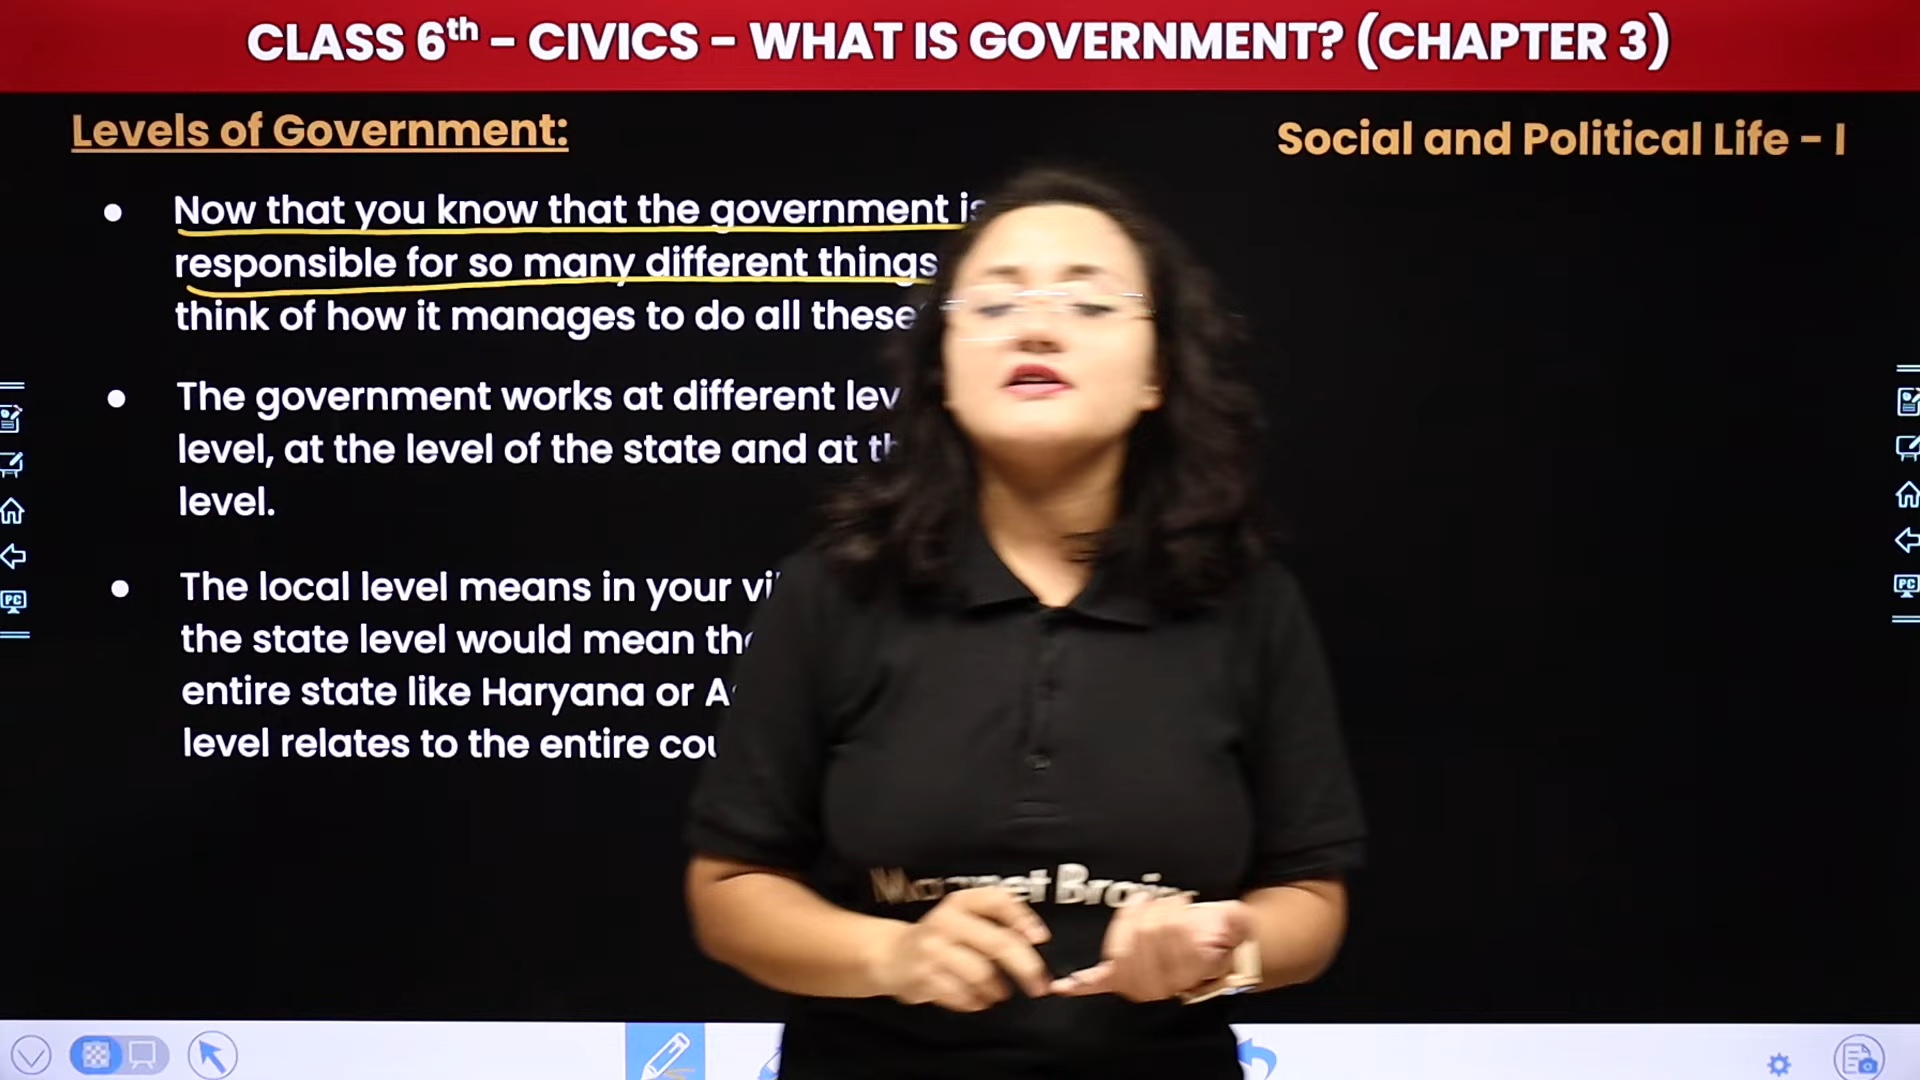 CLASS 6th - CIVICS - WHAT IS GOVERNMENT? (CHAPTER 3)
Levels of Government:
Social and Political Life - I
Now that you know that the government
responsible for so many different things
think of how it manages to do all these
The government works at different
level, at the level of the state and at
level.
The local level means in your
the state level would mean
entire state like Haryana or
level relates to the entire
PC
PC